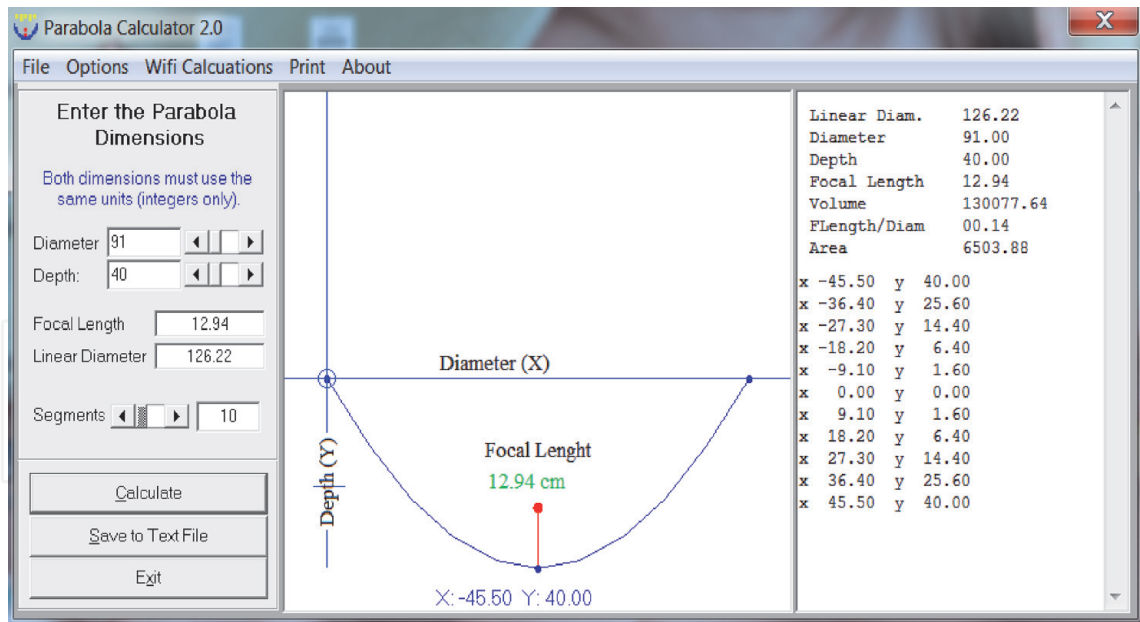 Parabola Calculator 2.0
X
File Options Wifi Calcuations Print About
Enter the Parabola
Dimensions
Both dimensions must use the
same units (integers only).
Diameter 91
Depth: 40
Focal Length 12.94
Linear Diameter 126.22
Segments 10
Calculate
Save to Text File
Exit
Diameter (X)
Depth (Y)
Focal Lenght
12.94 cm
X: -45.50 Y: 40.00
Linear Diam. 126.22
Diameter 91.00
Depth 40.00
Focal Length 12.94
Volume 130077.64
FLength/Diam 00.14
Area 6503.88
x -45.50 y 40.00
x -36.40 y 25.60
x -27.30 y 14.40
x -18.20 y 6.40
x -9.10 y 1.60
x 0.00 y 0.00
x 9.10 y 1.60
x 18.20 y 6.40
x 27.30 y 14.40
x 36.40 y 25.60
x 45.50 y 40.00